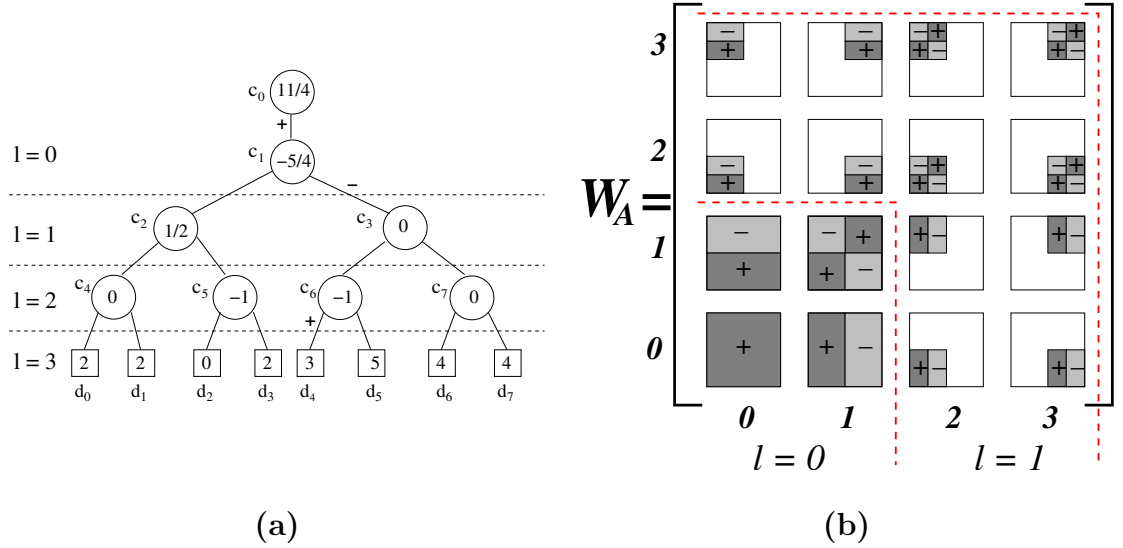 c0 11/4
+
l = 0 c1 −5/4
−
l = 1 c2 1/2 c3 0
l = 2 c4 0 c5 −1 c6 −1 c7 0
+
l = 3 2 2 0 2 3 5 4 4
d0 d1 d2 d3 d4 d5 d6 d7
(a)
3 − + − + − + + − − + + −
2 − + − + − + + − − + + −
WA =
1 − + − + + − + − + −
0 + + − + − + −
0 1 2 3
l = 0 l = 1
(b)